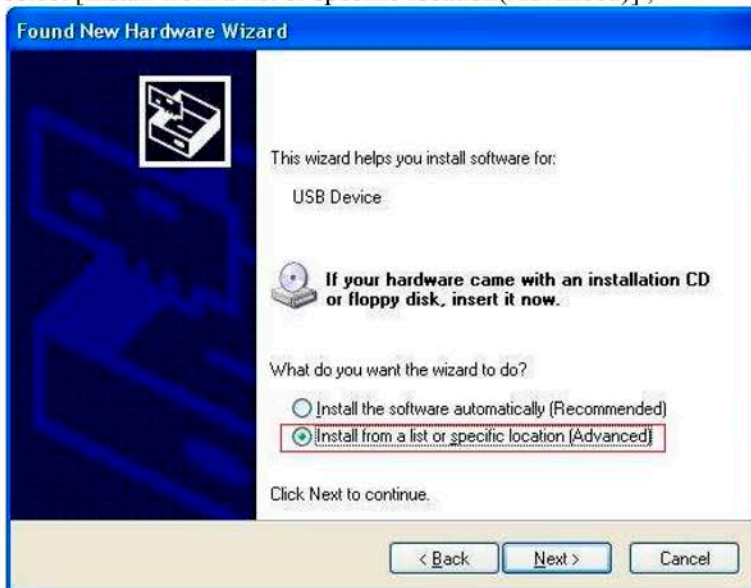 Found New Hardware Wizard
This wizard helps you install software for:
USB Device
If your hardware came with an installation CD
or floppy disk, insert it now.
What do you want the wizard to do?
Install the software automatically (Recommended)
Install from a list or specific location (Advanced)
Click Next to continue.
< Back
Next >
Cancel